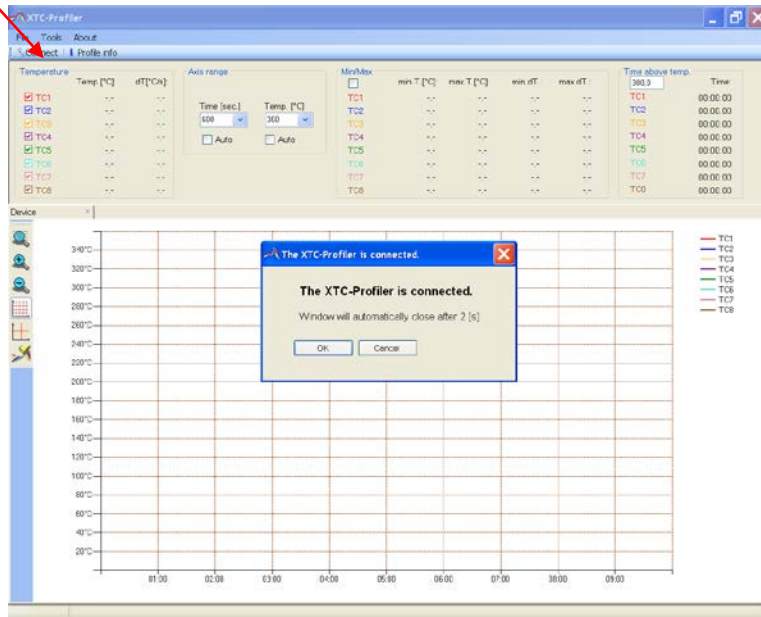 XTC-Profiler
File Tools About
Connect Profile info
Temperature
Temp.[°C] dT[°C/s]
TC1 -.- -.-
TC2 -.- -.-
TC3 -.- -.-
TC4 -.- -.-
TC5 -.- -.-
TC6 -.- -.-
TC7 -.- -.-
TC8 -.- -.-
Axis range
Time [sec.] Temp. [°C]
600 300
Auto Auto
Min/Max
min.T.[°C] max.T.[°C] min.dT.: max.dT.:
TC1 -.- -.- -.- -.-
TC2 -.- -.- -.- -.-
TC3 -.- -.- -.- -.-
TC4 -.- -.- -.- -.-
TC5 -.- -.- -.- -.-
TC6 -.- -.- -.- -.-
TC7 -.- -.- -.- -.-
TC8 -.- -.- -.- -.-
Time above temp.
Time:
TC1 00:00:00
TC2 00:00:00
TC3 00:00:00
TC4 00:00:00
TC5 00:00:00
TC6 00:00:00
TC7 00:00:00
TC8 00:00:00
Device
340°C
320°C
300°C
280°C
260°C
240°C
220°C
200°C
180°C
160°C
140°C
120°C
100°C
80°C
60°C
40°C
20°C
01:00 02:00 03:00 04:00 05:00 06:00 07:00 08:00 09:00
TC1
TC2
TC3
TC4
TC5
TC6
TC7
TC8
The XTC-Profiler is connected.
The XTC-Profiler is connected.
Window will automatically close after 2 [s]
OK Cancel